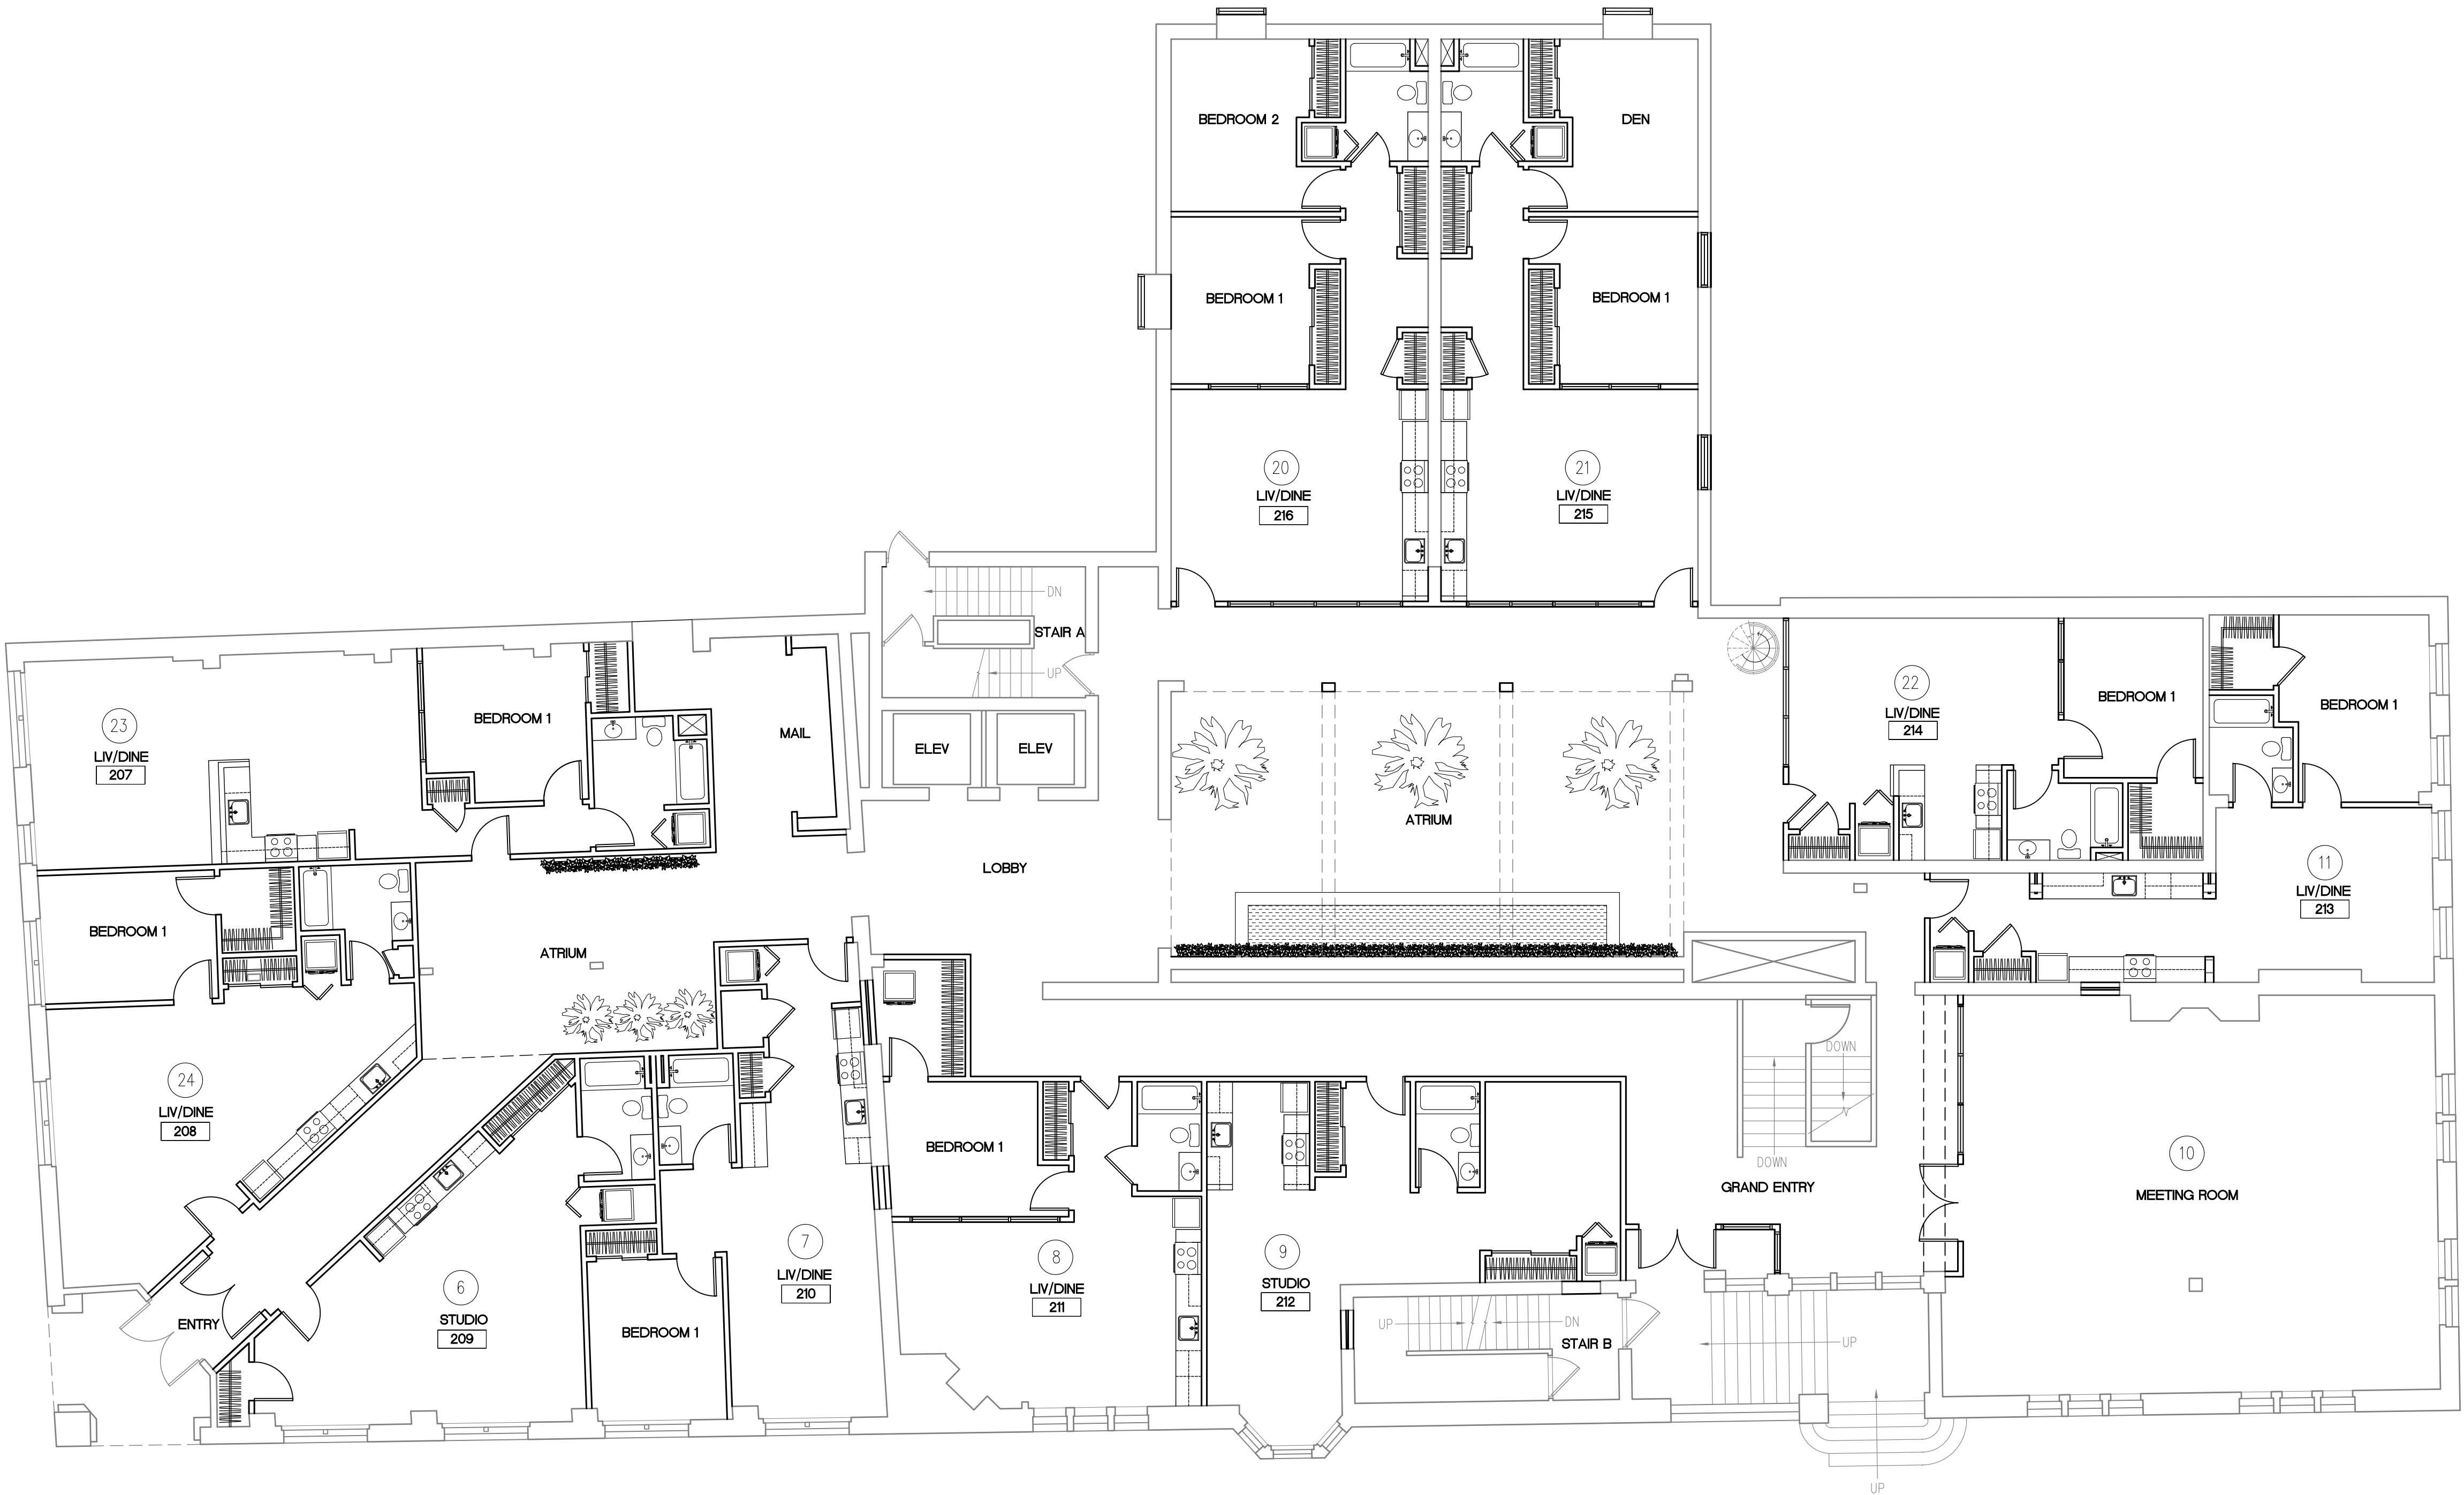 BEDROOM 2
DEN
BEDROOM 1
BEDROOM 1
20
LIV/DINE
216
21
LIV/DINE
215
DN
STAIR A
UP
ELEV
ELEV
23
LIV/DINE
207
BEDROOM 1
MAIL
ATRIUM
22
LIV/DINE
214
BEDROOM 1
BEDROOM 1
LOBBY
11
LIV/DINE
213
BEDROOM 1
ATRIUM
24
LIV/DINE
208
BEDROOM 1
DOWN
DOWN
GRAND ENTRY
10
MEETING ROOM
7
LIV/DINE
210
8
LIV/DINE
211
9
STUDIO
212
6
STUDIO
209
ENTRY
BEDROOM 1
UP
DN
STAIR B
UP
UP